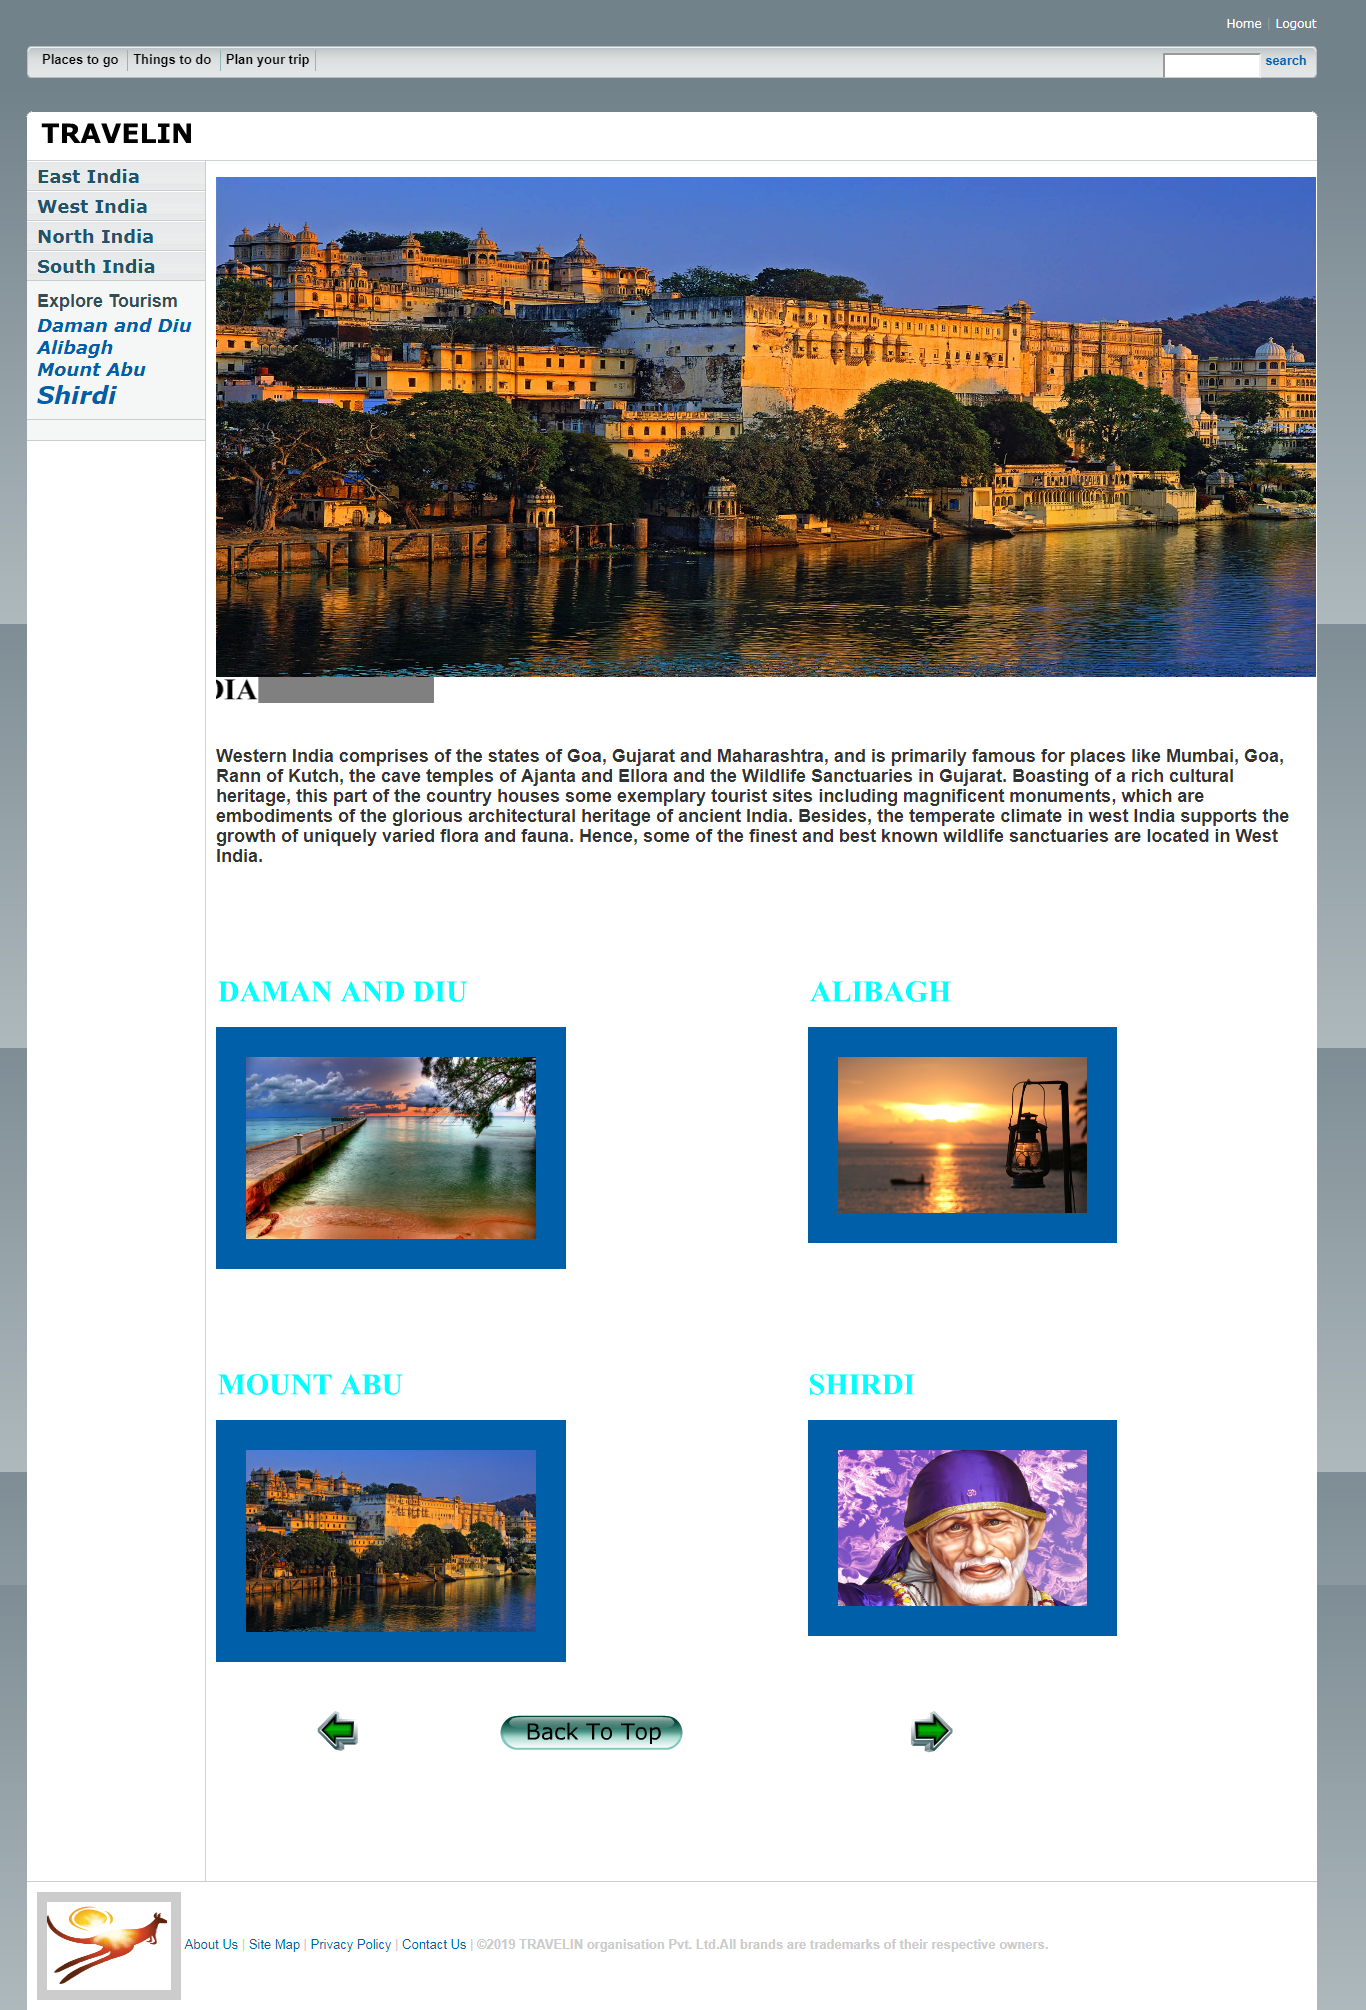 Home | Logout
Places to go
Things to do
Plan your trip
search
TRAVELIN
East India
West India
North India
South India
Explore Tourism
Daman and Diu
Alibagh
Mount Abu
Shirdi
DIA
Western India comprises of the states of Goa, Gujarat and Maharashtra, and is primarily famous for places like Mumbai, Goa,
Rann of Kutch, the cave temples of Ajanta and Ellora and the Wildlife Sanctuaries in Gujarat. Boasting of a rich cultural
heritage, this part of the country houses some exemplary tourist sites including magnificent monuments, which are
embodiments of the glorious architectural heritage of ancient India. Besides, the temperate climate in west India supports the
growth of uniquely varied flora and fauna. Hence, some of the finest and best known wildlife sanctuaries are located in West
India.
DAMAN AND DIU
ALIBAGH
MOUNT ABU
SHIRDI
ॐ
Back To Top
About Us | Site Map | Privacy Policy | Contact Us | ©2019 TRAVELIN organisation Pvt. Ltd.All brands are trademarks of their respective owners.